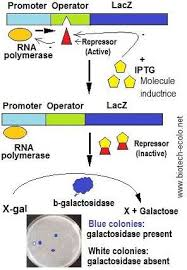 Promoter Operator LacZ
RNA
polymerase
Repressor
(Active)
+
IPTG
Molecule
inductrice
Promoter Operator LacZ
RNA
polymerase
Repressor
(Inactive)
b-galactosidase
X-gal
X + Galactose
Blue colonies:
galactosidase present
White colonies:
galactosidase absent
www.biotech-ecolo.net